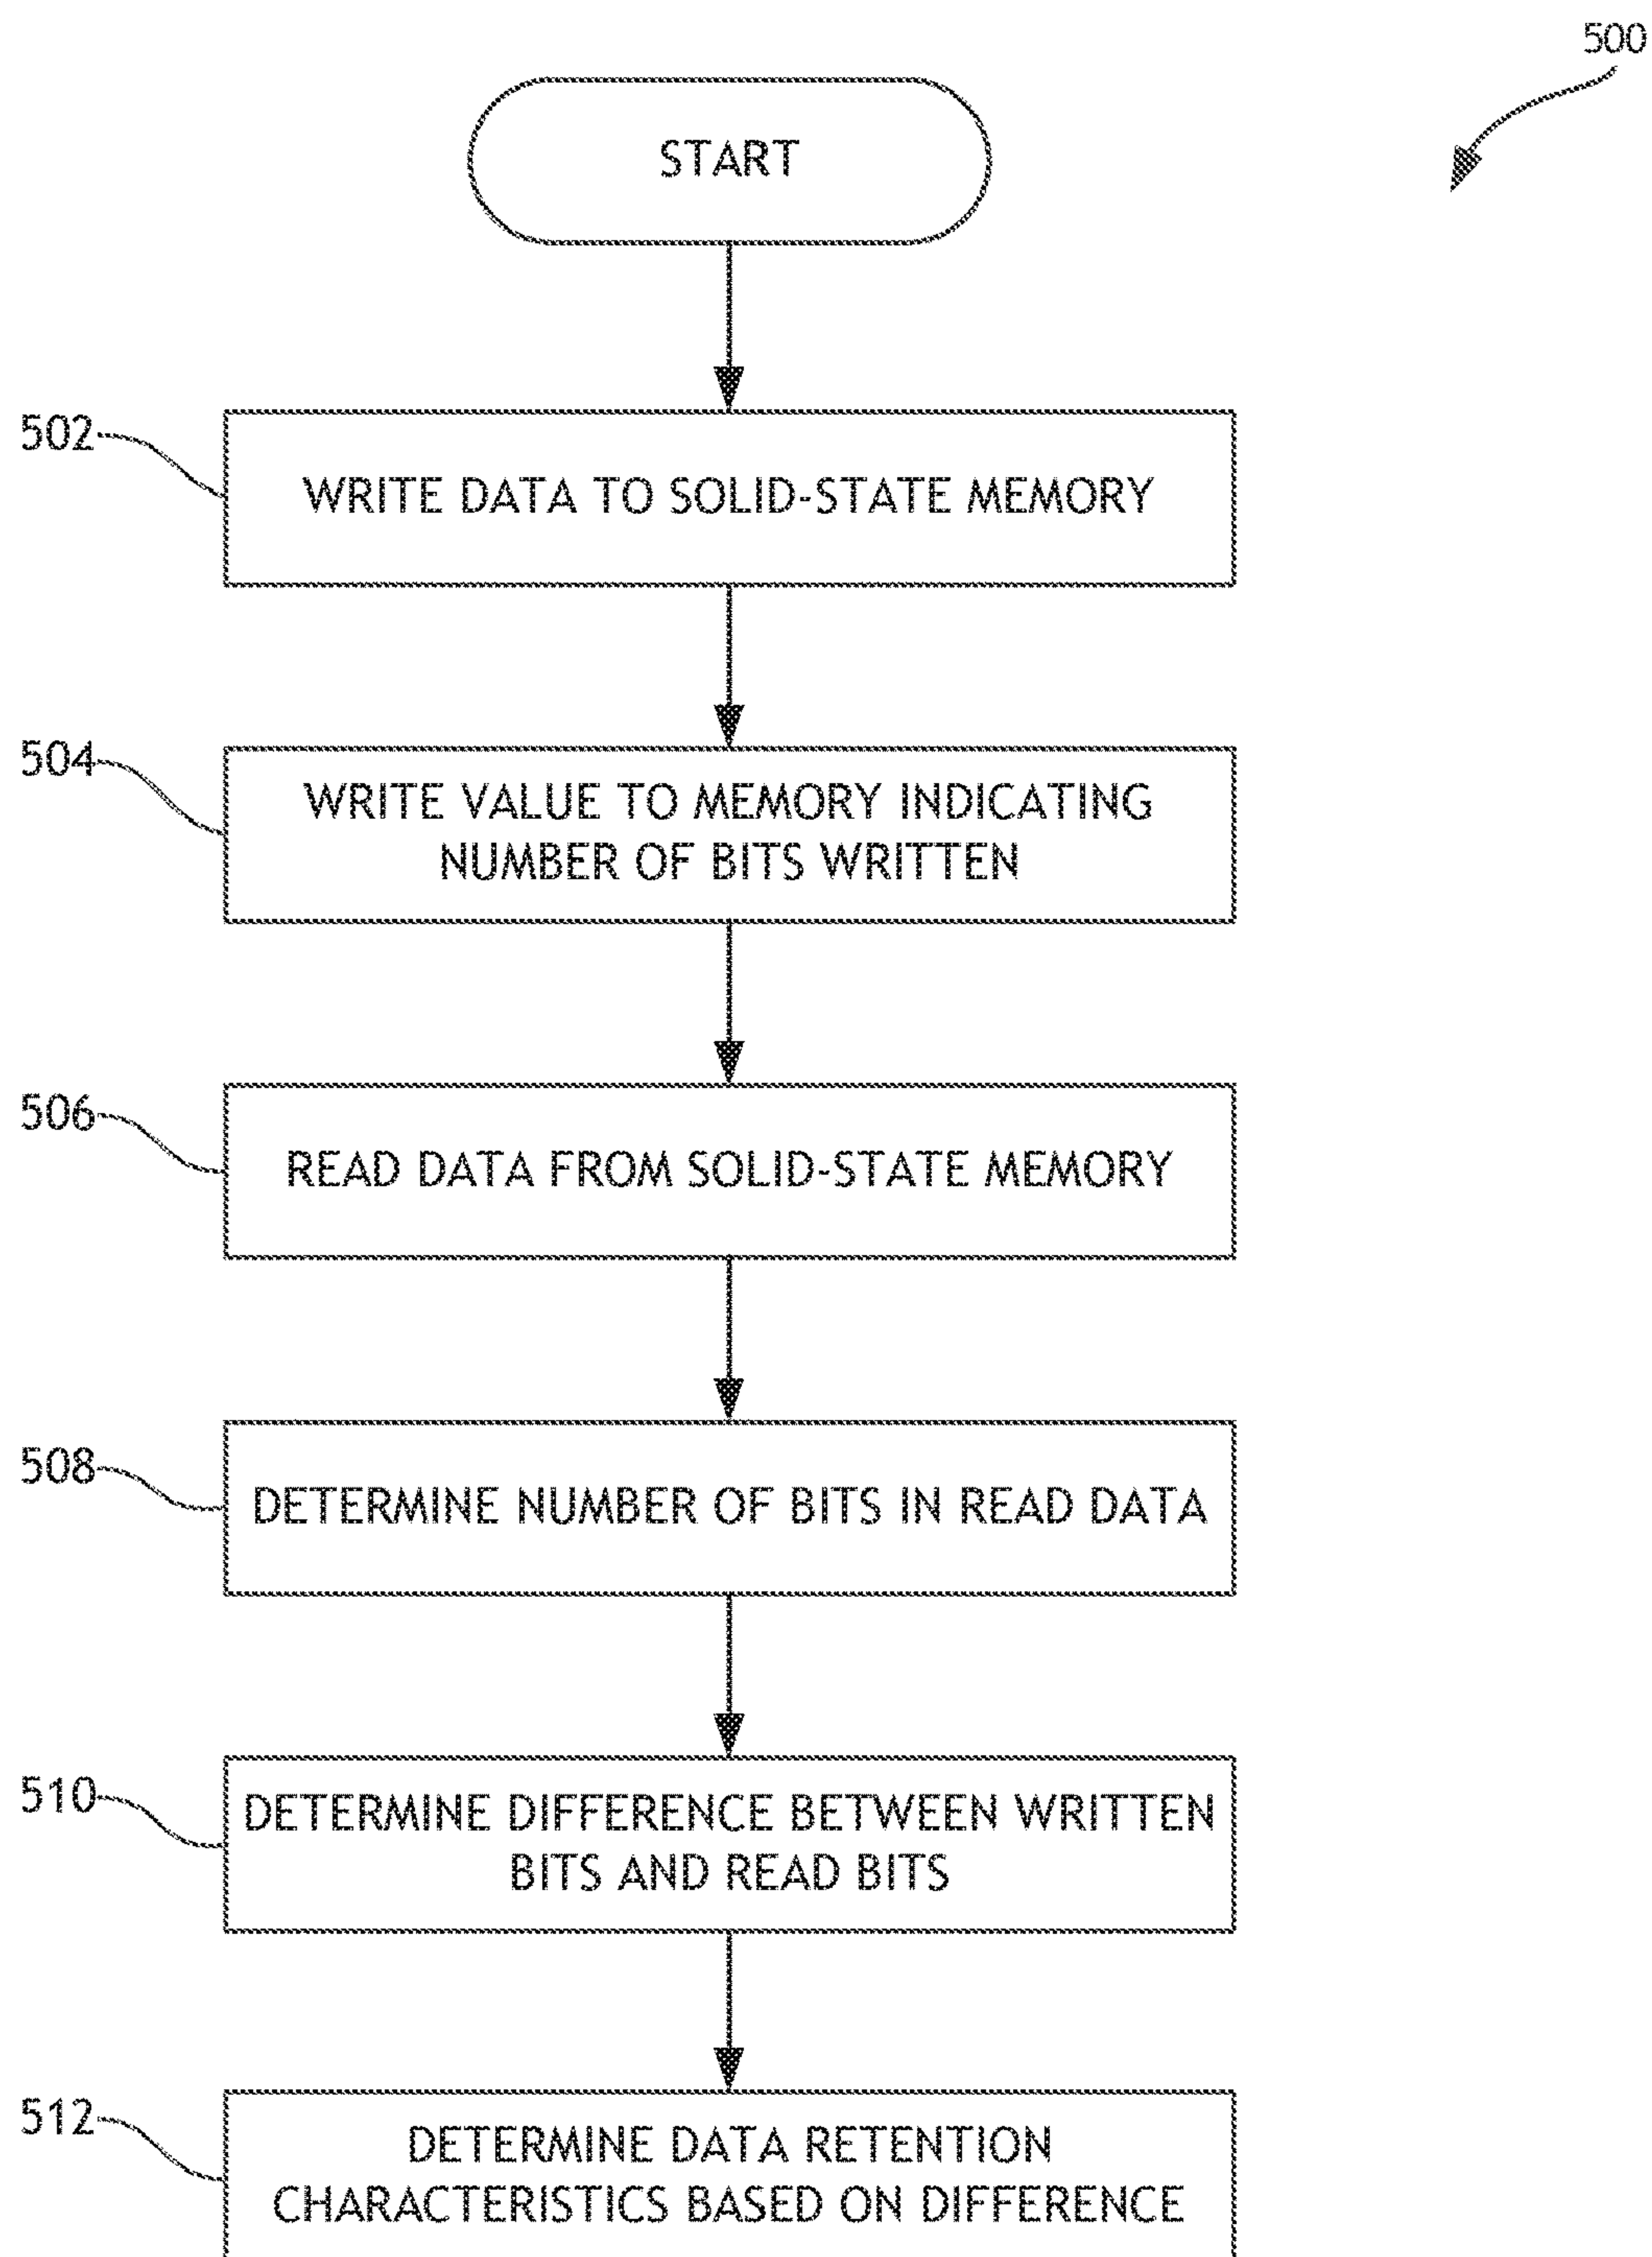 500
START
502
WRITE DATA TO SOLID-STATE MEMORY
504
WRITE VALUE TO MEMORY INDICATING
NUMBER OF BITS WRITTEN
506
READ DATA FROM SOLID-STATE MEMORY
508
DETERMINE NUMBER OF BITS IN READ DATA
510
DETERMINE DIFFERENCE BETWEEN WRITTEN
BITS AND READ BITS
512
DETERMINE DATA RETENTION
CHARACTERISTICS BASED ON DIFFERENCE